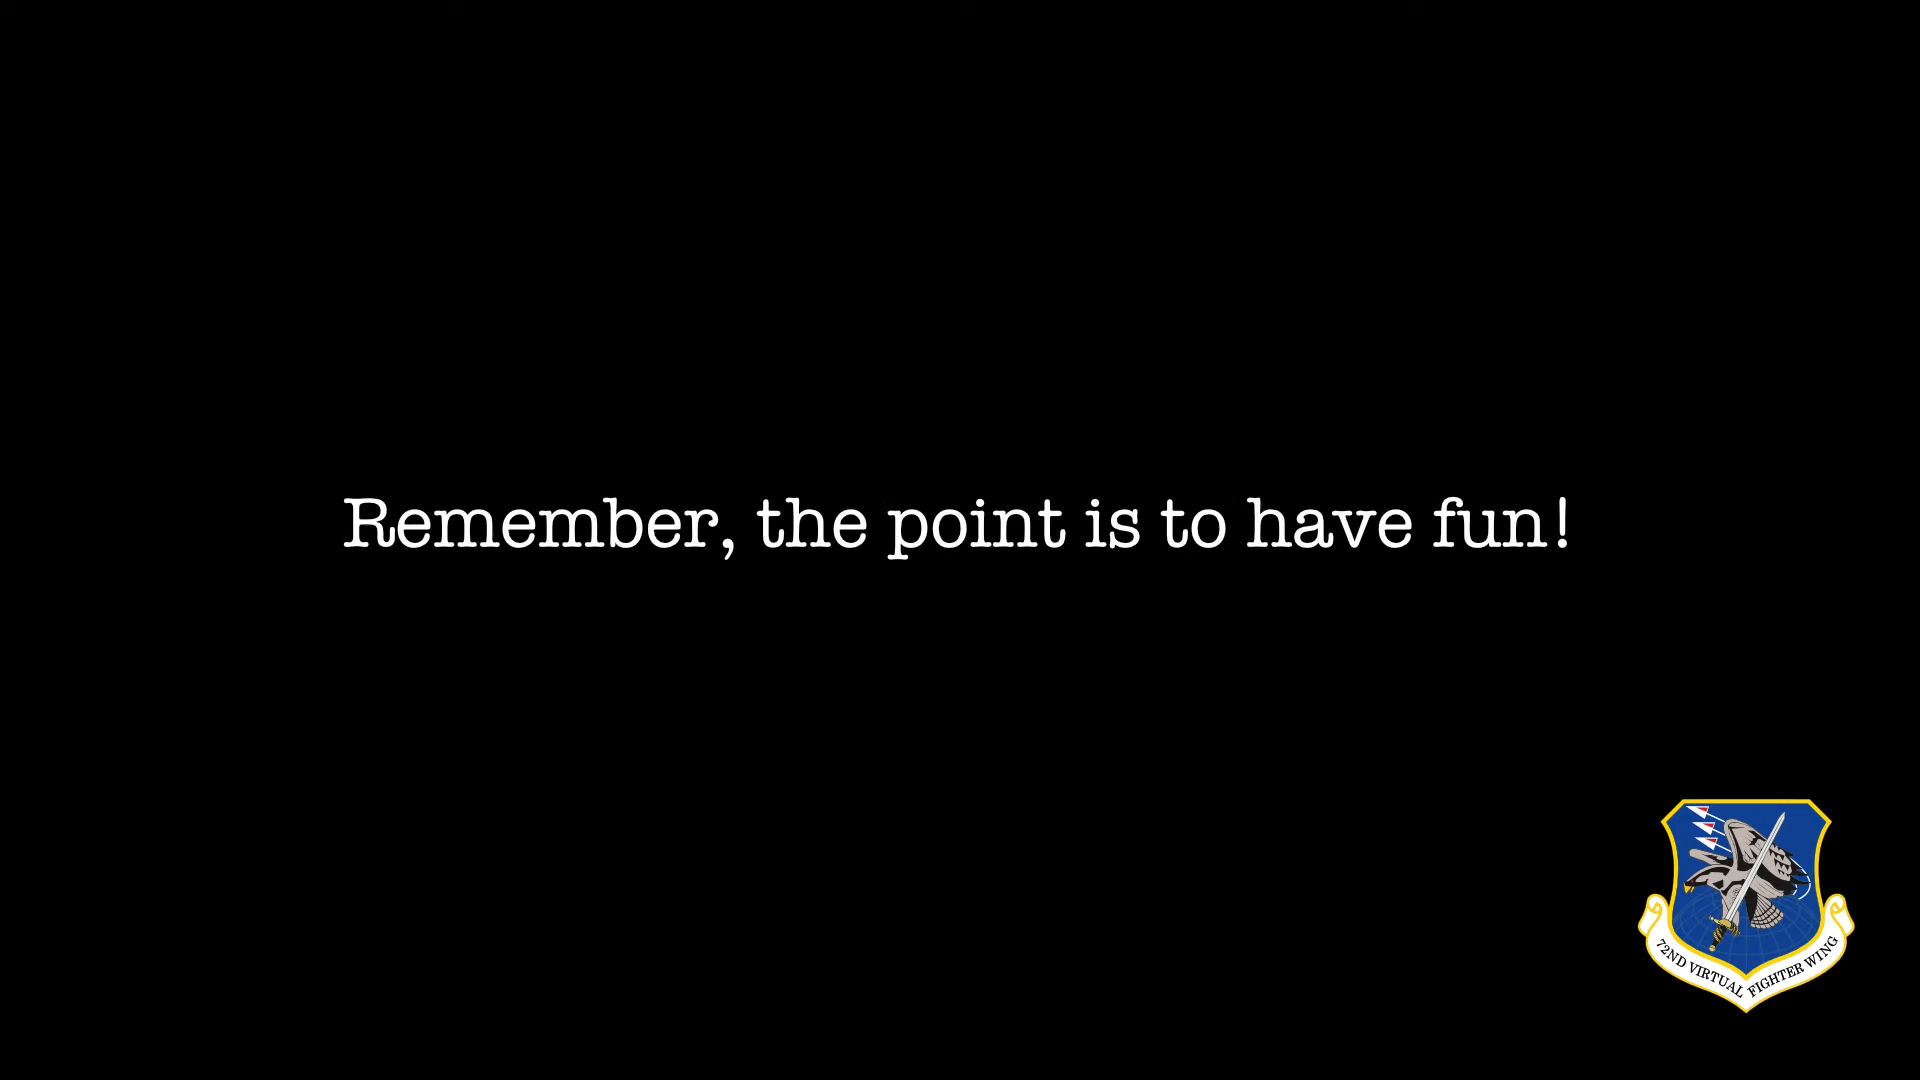 Remember, the point is to have fun!
72ND VIRTUAL FIGHTER WING